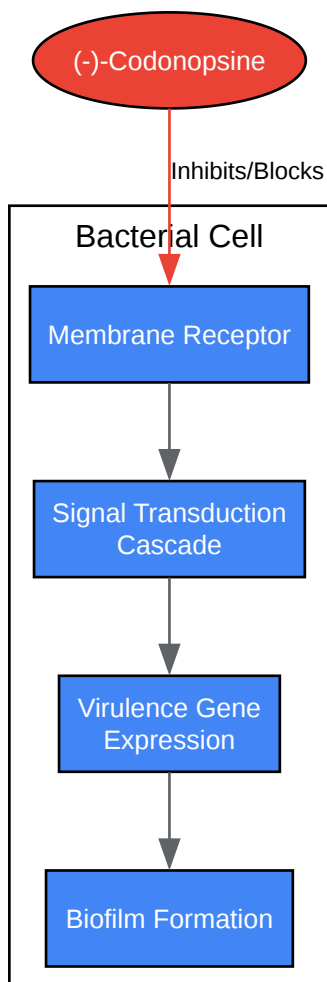 (-)-Codonopsine
Inhibits/Blocks
Bacterial Cell
Membrane Receptor
Signal Transduction
Cascade
Virulence Gene
Expression
Biofilm Formation